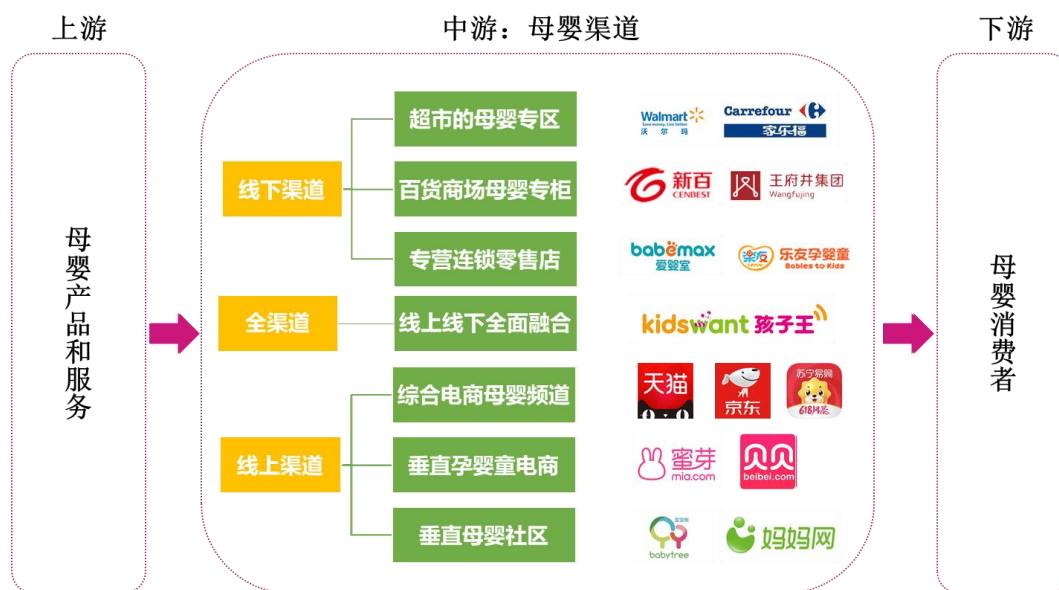 上游
中游：母婴渠道
下游
母婴产品和服务
线下渠道
超市的母婴专区
Walmart
Save money. Live better.
沃尔玛
Carrefour
家乐福
百货商场母婴专柜
新百
CENBEST
王府井集团
Wangfujing
专营连锁零售店
babemax
爱婴室
樂友
乐友孕婴童
Babies to Kids
全渠道
线上线下全面融合
kidswant 孩子王
线上渠道
综合电商母婴频道
天猫
京东
苏宁易购
垂直孕婴童电商
蜜芽
mia.com
贝贝
beibei.com
垂直母婴社区
babytree
妈妈网
母婴消费者